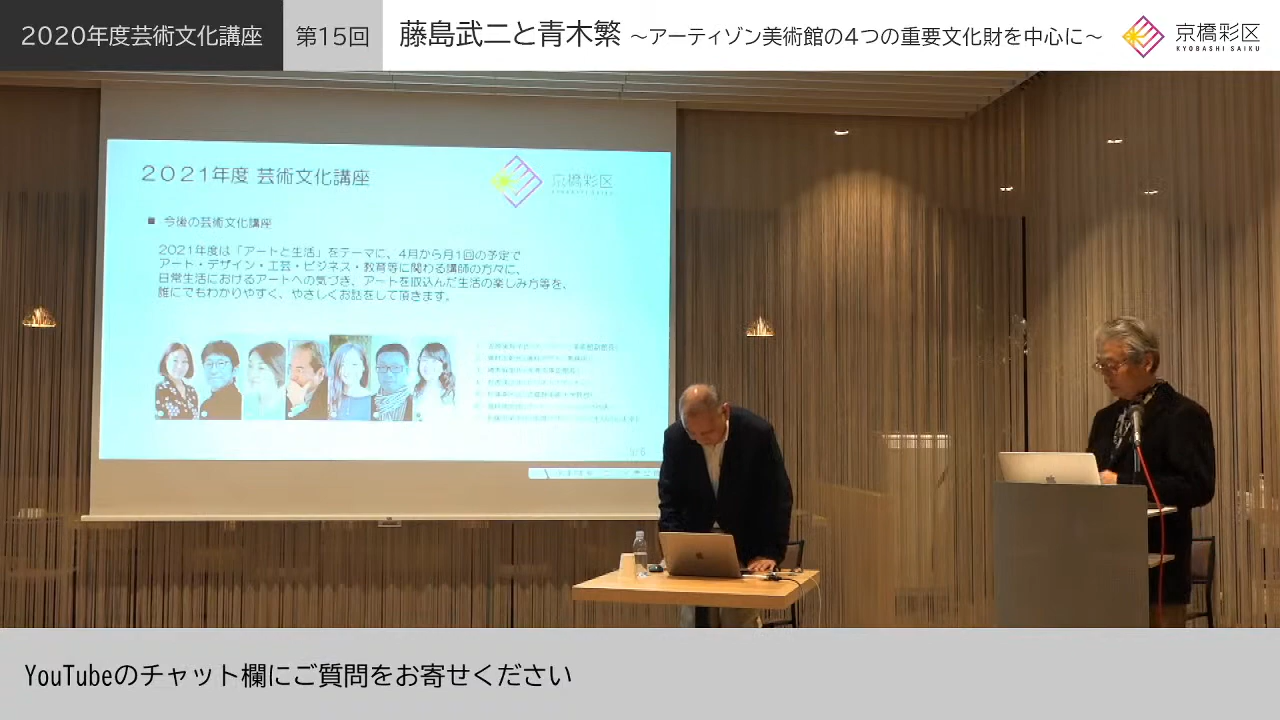 2020年度芸術文化講座
第15回
藤島武二と青木繁 ～アーティゾン美術館の4つの重要文化財を中心に～
京橋彩区
KYOBASHI SAIKU
2021年度 芸術文化講座
京橋彩区
■ 今後の芸術文化講座
2021年度は「アートと生活」をテーマに、4月から月1回の予定で
アート・デザイン・工芸・ビジネス・教育等に関わる講師の方々に、
日常生活におけるアートへの気づき、アートを取込んだ生活の楽しみ方等を、
誰にでもわかりやすく、やさしくお話をして頂きます。
YouTubeのチャット欄にご質問をお寄せください